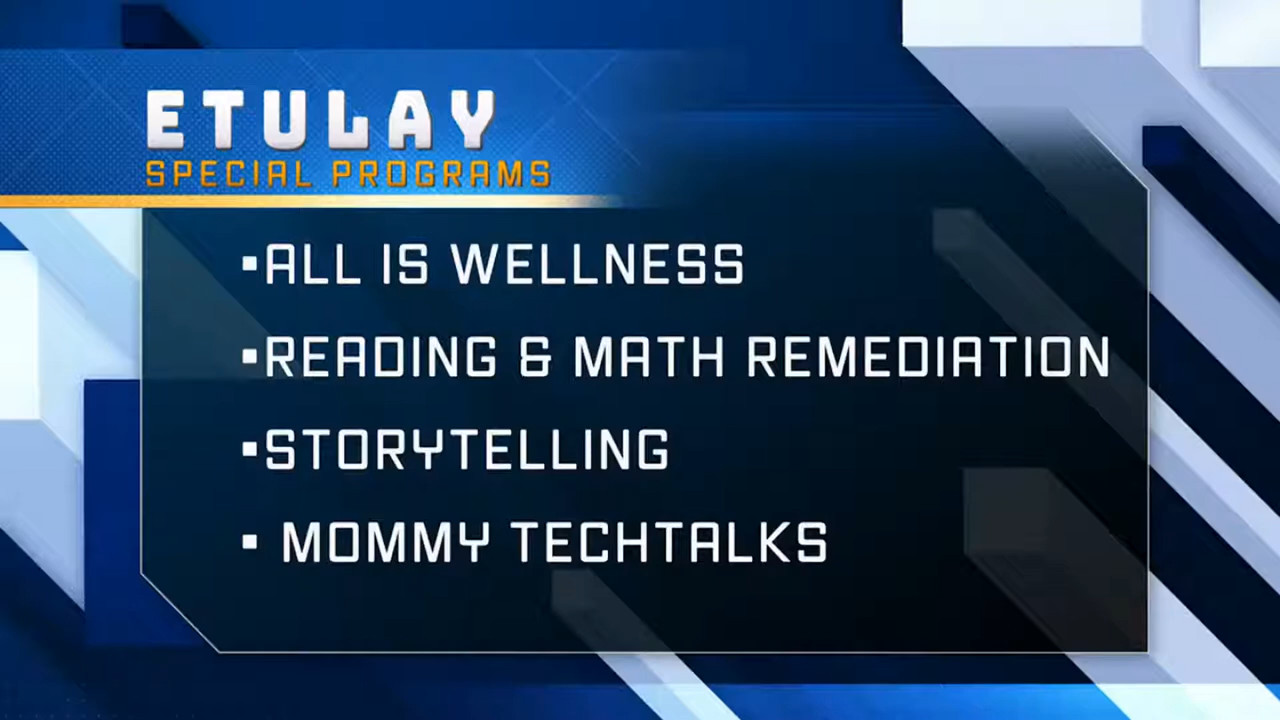 ETULAY
SPECIAL PROGRAMS
▪ALL IS WELLNESS
▪READING & MATH REMEDIATION
▪STORYTELLING
▪ MOMMY TECHTALKS